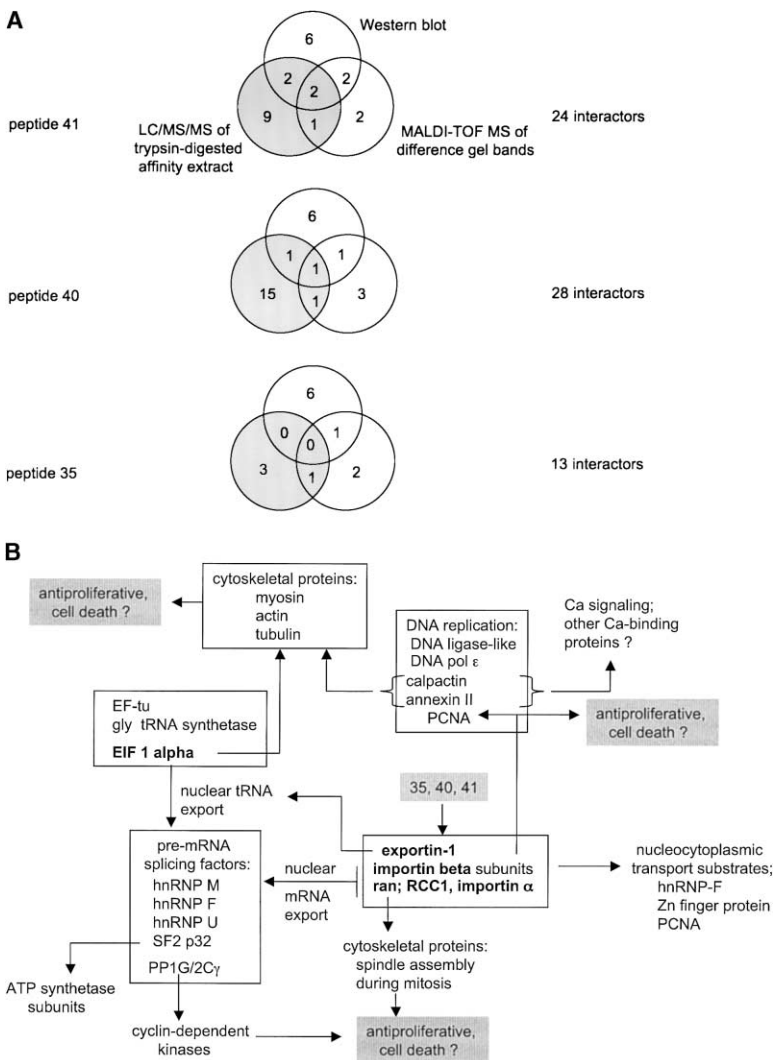 A
Western blot
6
2
2
2
9
1
2
peptide 41
LC/MS/MS of
trypsin-digested
affinity extract
MALDI-TOF MS of
difference gel bands
24 interactors
6
1
1
1
15
1
3
peptide 40
28 interactors
6
0
1
0
3
1
2
peptide 35
13 interactors
B
antiproliferative,
cell death ?
cytoskeletal proteins:
myosin
actin
tubulin
DNA replication:
DNA ligase-like
DNA pol ε
calpactin
annexin II
PCNA
Ca signaling;
other Ca-binding
proteins ?
antiproliferative,
cell death ?
EF-tu
gly tRNA synthetase
EIF 1 alpha
nuclear tRNA
export
35, 40, 41
pre-mRNA
splicing factors:
hnRNP M
hnRNP F
hnRNP U
SF2 p32
PP1G/2Cγ
nuclear
mRNA
export
exportin-1
importin beta subunits
ran; RCC1, importin α
nucleocytoplasmic
transport substrates;
hnRNP-F
Zn finger protein
PCNA
cytoskeletal proteins:
spindle assembly
during mitosis
ATP synthetase
subunits
cyclin-dependent
kinases
antiproliferative,
cell death ?